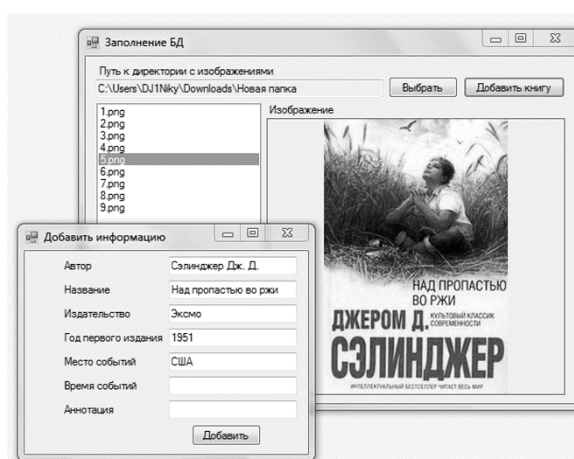 Заполнение БД
Путь к директории с изображениями
C:\Users\DJ1Niky\Downloads\Новая папка
Выбрать
Добавить книгу
1.png
2.png
3.png
4.png
5.png
6.png
7.png
8.png
9.png
Изображение
НАД ПРОПАСТЬЮ
ВО РЖИ
ДЖЕРОМ Д.
КУЛЬТОВЫЙ КЛАССИК
СОВРЕМЕННОСТИ
СЭЛИНДЖЕР
ИНТЕЛЛЕКТУАЛЬНЫЙ БЕСТСЕЛЛЕР ЧИТАЕТ ВЕСЬ МИР
Добавить информацию
Автор Сэлинджер Дж. Д.
Название Над пропастью во ржи
Издательство Эксмо
Год первого издания 1951
Место событий США
Время событий
Аннотация
Добавить